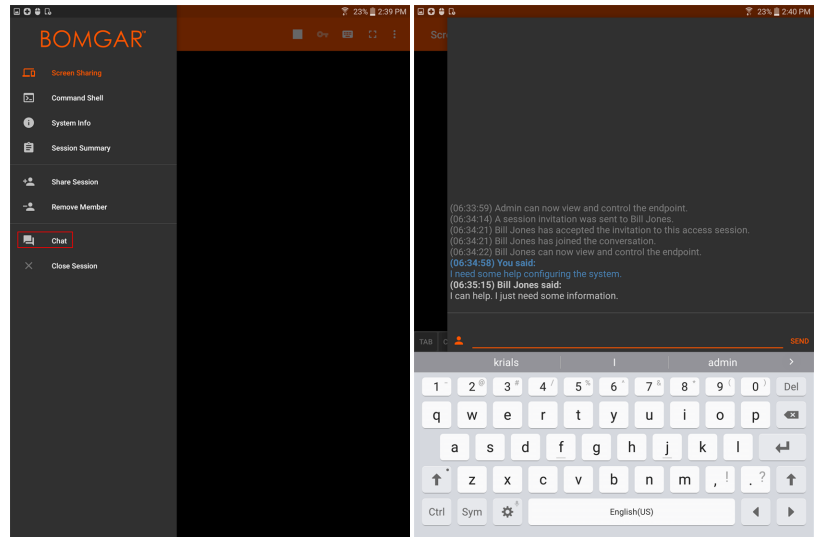 23% 2:39 PM
BOMGAR
Screen Sharing
Command Shell
System Info
Session Summary
Share Session
Remove Member
Chat
Close Session
23% 2:40 PM
Scr
(06:33:59) Admin can now view and control the endpoint.
(06:34:14) A session invitation was sent to Bill Jones.
(06:34:21) Bill Jones has accepted the invitation to this access session.
(06:34:21) Bill Jones has joined the conversation.
(06:34:22) Bill Jones can now view and control the endpoint.
(06:34:58) You said:
I need some help configuring the system.
(06:35:15) Bill Jones said:
I can help. I just need some information.
TAB C SEND
krials I admin >
1 - 2 @ 3 # 4 / 5 % 6 ^ 7 & 8 * 9 ( 0 ) Del
q w e r t y u i o p
a s d f g h j k l
z x c v b n m , ! . ?
Ctrl Sym English(US)